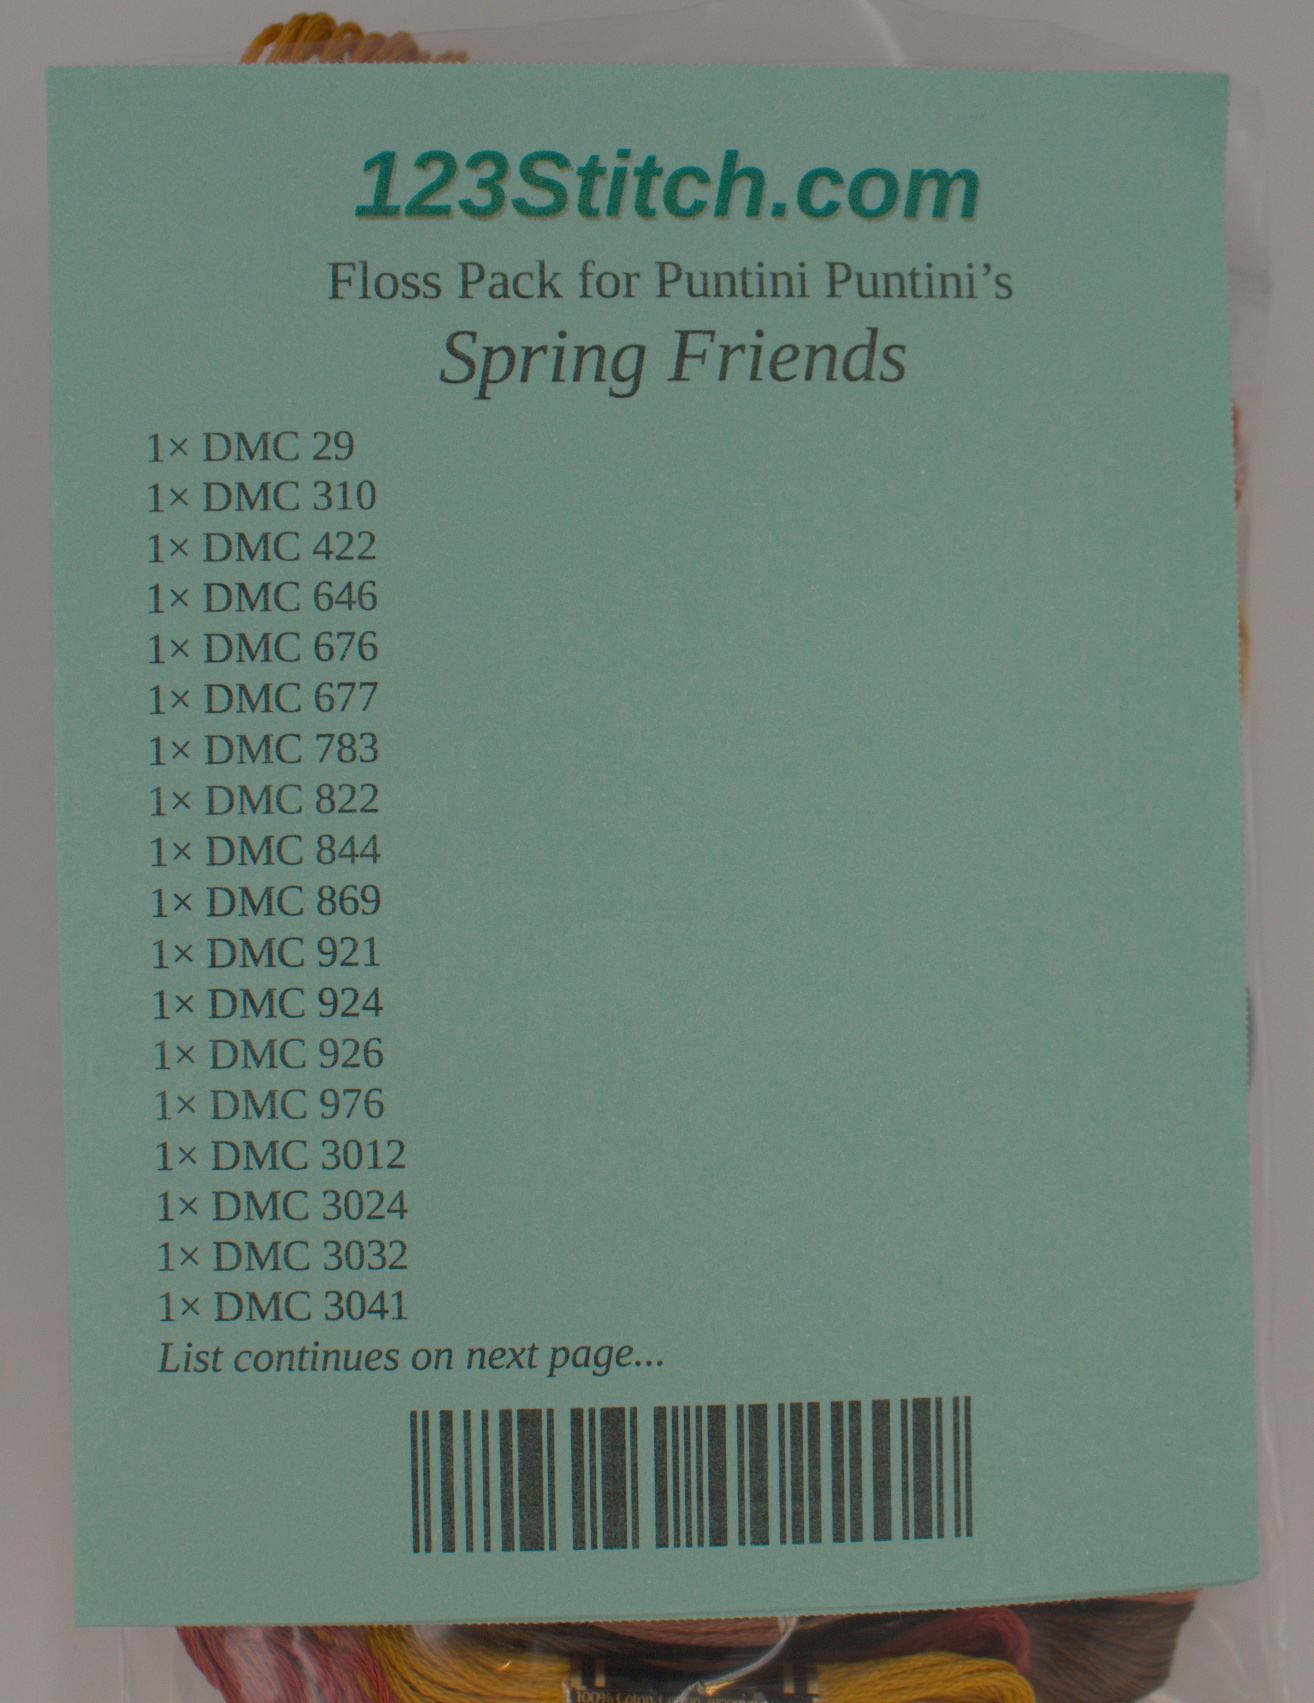 123Stitch.com
Floss Pack for Puntini Puntini’s
Spring Friends
1× DMC 29
1× DMC 310
1× DMC 422
1× DMC 646
1× DMC 676
1× DMC 677
1× DMC 783
1× DMC 822
1× DMC 844
1× DMC 869
1× DMC 921
1× DMC 924
1× DMC 926
1× DMC 976
1× DMC 3012
1× DMC 3024
1× DMC 3032
1× DMC 3041
List continues on next page...
100% Coton